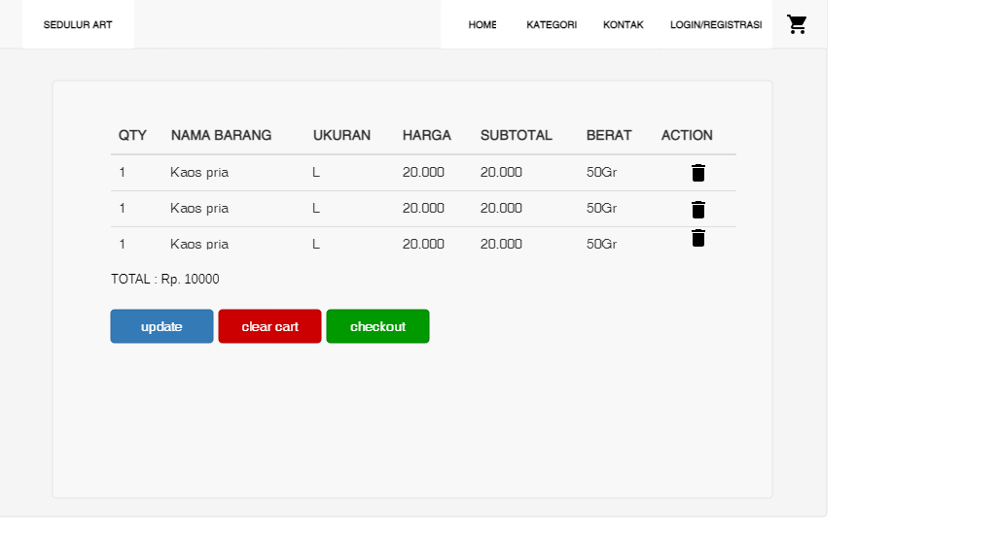 SEDULUR ART HOME KATEGORI KONTAK LOGIN/REGISTRASI
QTY NAMA BARANG UKURAN HARGA SUBTOTAL BERAT ACTION
1 Kaos pria L 20.000 20.000 50Gr
1 Kaos pria L 20.000 20.000 50Gr
1 Kaos pria L 20.000 20.000 50Gr
TOTAL : Rp. 10000
update clear cart checkout